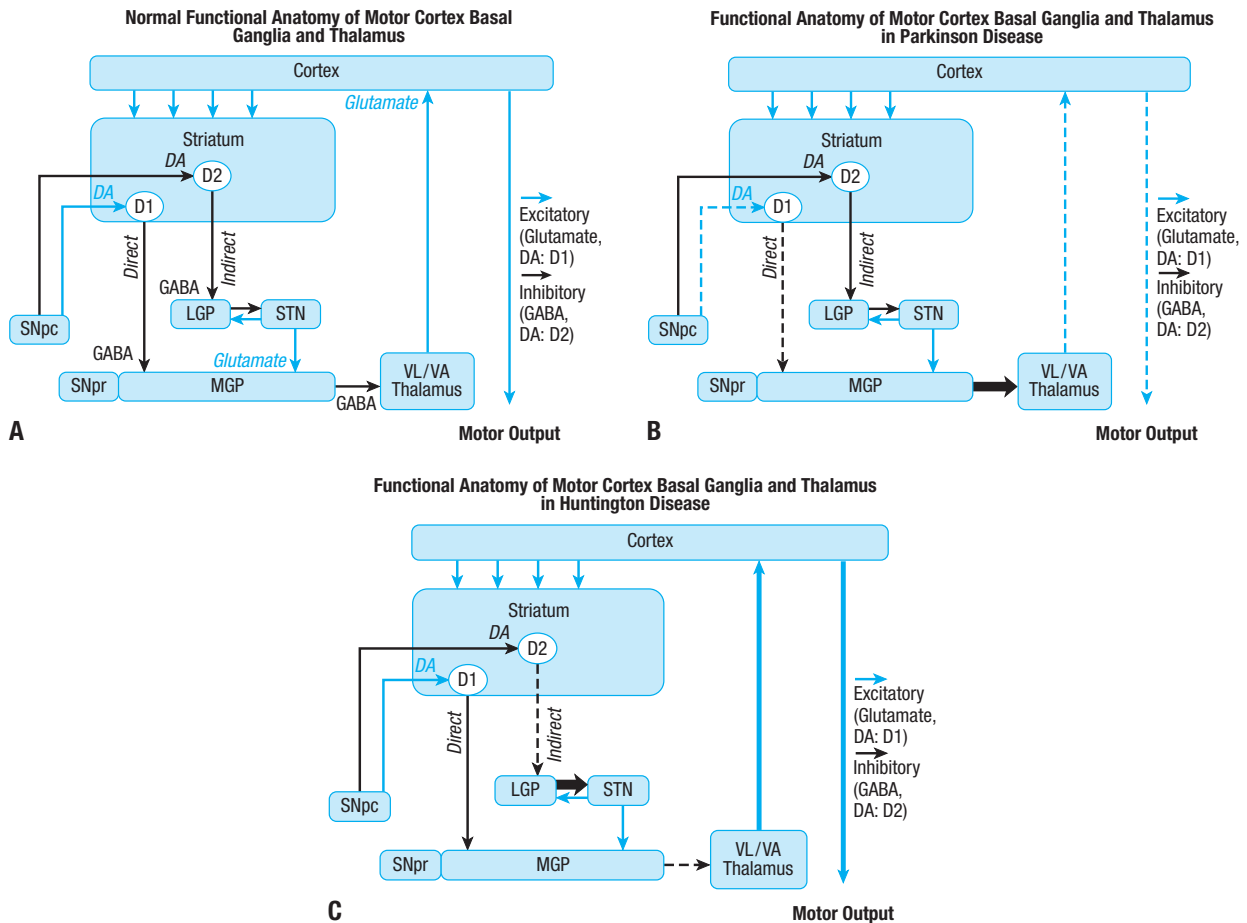 Normal Functional Anatomy of Motor Cortex Basal
Ganglia and Thalamus
Cortex
Glutamate
Striatum
DA
D2
DA
D1
Direct
Indirect
GABA
LGP
STN
SNpc
GABA
Glutamate
SNpr
MGP
GABA
VL/VA
Thalamus
Excitatory
(Glutamate,
DA: D1)
Inhibitory
(GABA,
DA: D2)
A
Motor Output
Functional Anatomy of Motor Cortex Basal Ganglia and Thalamus
in Parkinson Disease
Cortex
Striatum
DA
D2
DA
D1
Direct
Indirect
LGP
STN
SNpc
SNpr
MGP
VL/VA
Thalamus
Excitatory
(Glutamate,
DA: D1)
Inhibitory
(GABA,
DA: D2)
B
Motor Output
Functional Anatomy of Motor Cortex Basal Ganglia and Thalamus
in Huntington Disease
Cortex
Striatum
DA
D2
DA
D1
Direct
Indirect
LGP
STN
SNpc
SNpr
MGP
VL/VA
Thalamus
Excitatory
(Glutamate,
DA: D1)
Inhibitory
(GABA,
DA: D2)
C
Motor Output